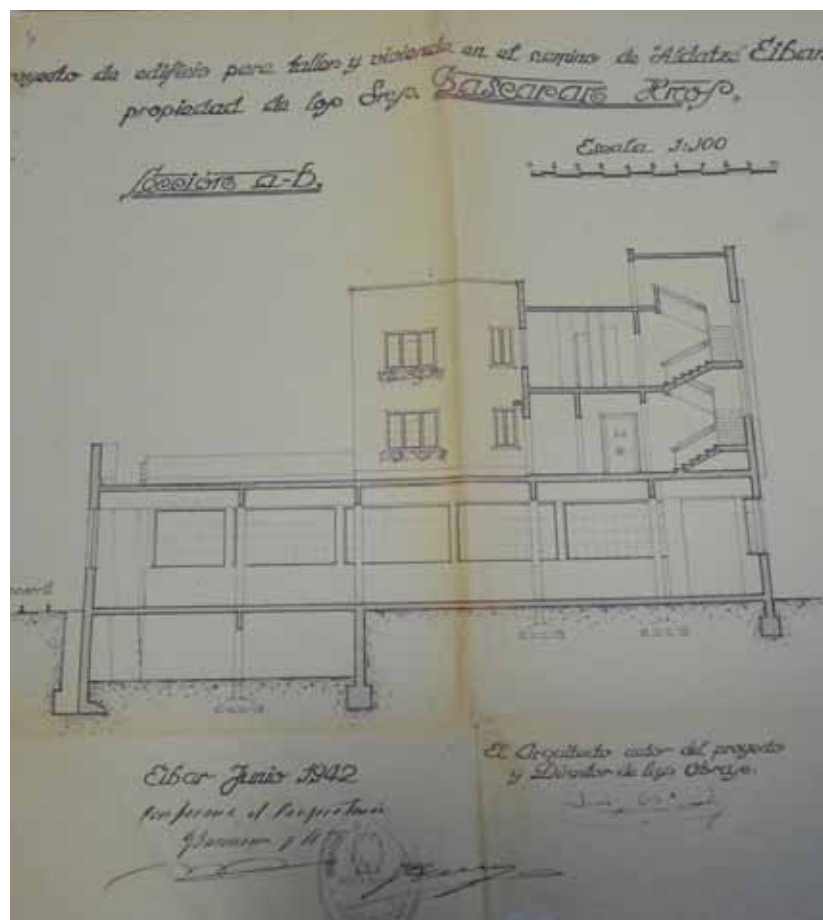 royecto de edificio para taller y vivienda en el camino de "Aldatze" Eibar
propiedad de los Sres. Bascaran Hnos.
Escala 1:100
Sección a-b.
Eibar Junio 1942
Conforme el Propietario
El Arquitecto autor del proyecto
y Director de las Obras.